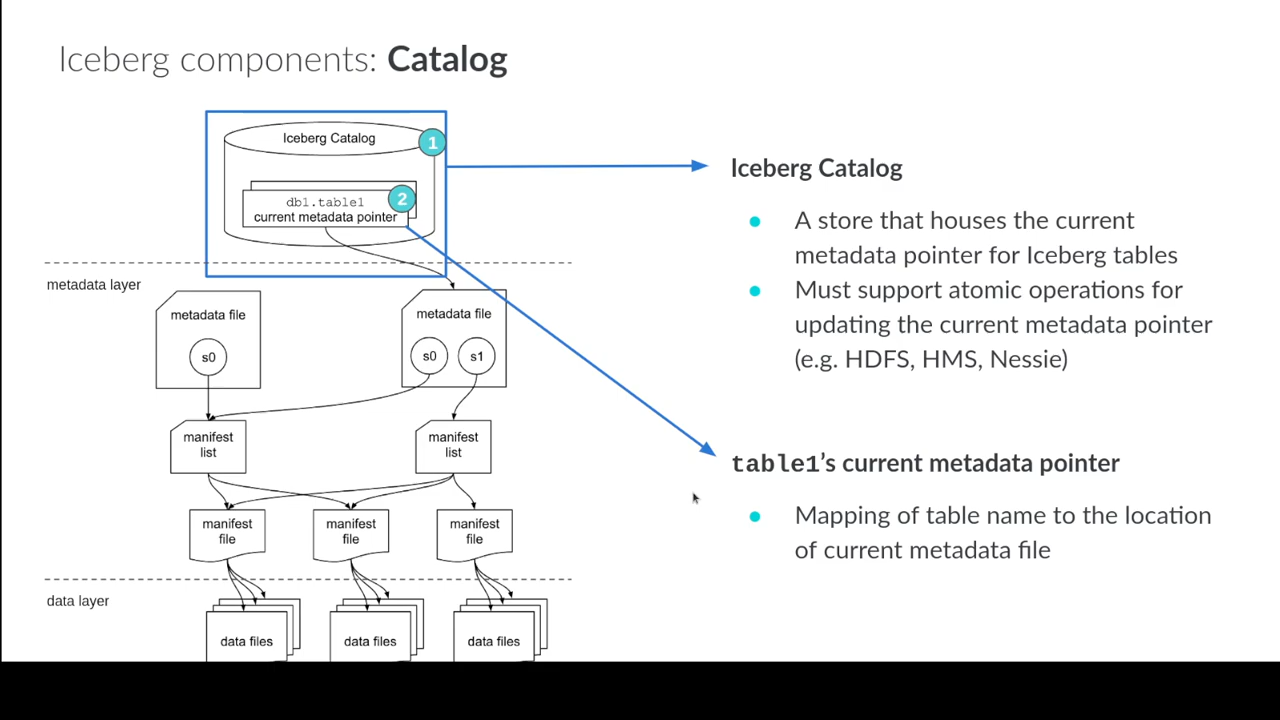 Iceberg components: Catalog
Iceberg Catalog
1
db1.table1
2
current metadata pointer
metadata layer
metadata file
s0
metadata file
s0 s1
manifest
list
manifest
list
manifest
file
manifest
file
manifest
file
data layer
data files
data files
data files
Iceberg Catalog
● A store that houses the current
metadata pointer for Iceberg tables
● Must support atomic operations for
updating the current metadata pointer
(e.g. HDFS, HMS, Nessie)
table1’s current metadata pointer
● Mapping of table name to the location
of current metadata file